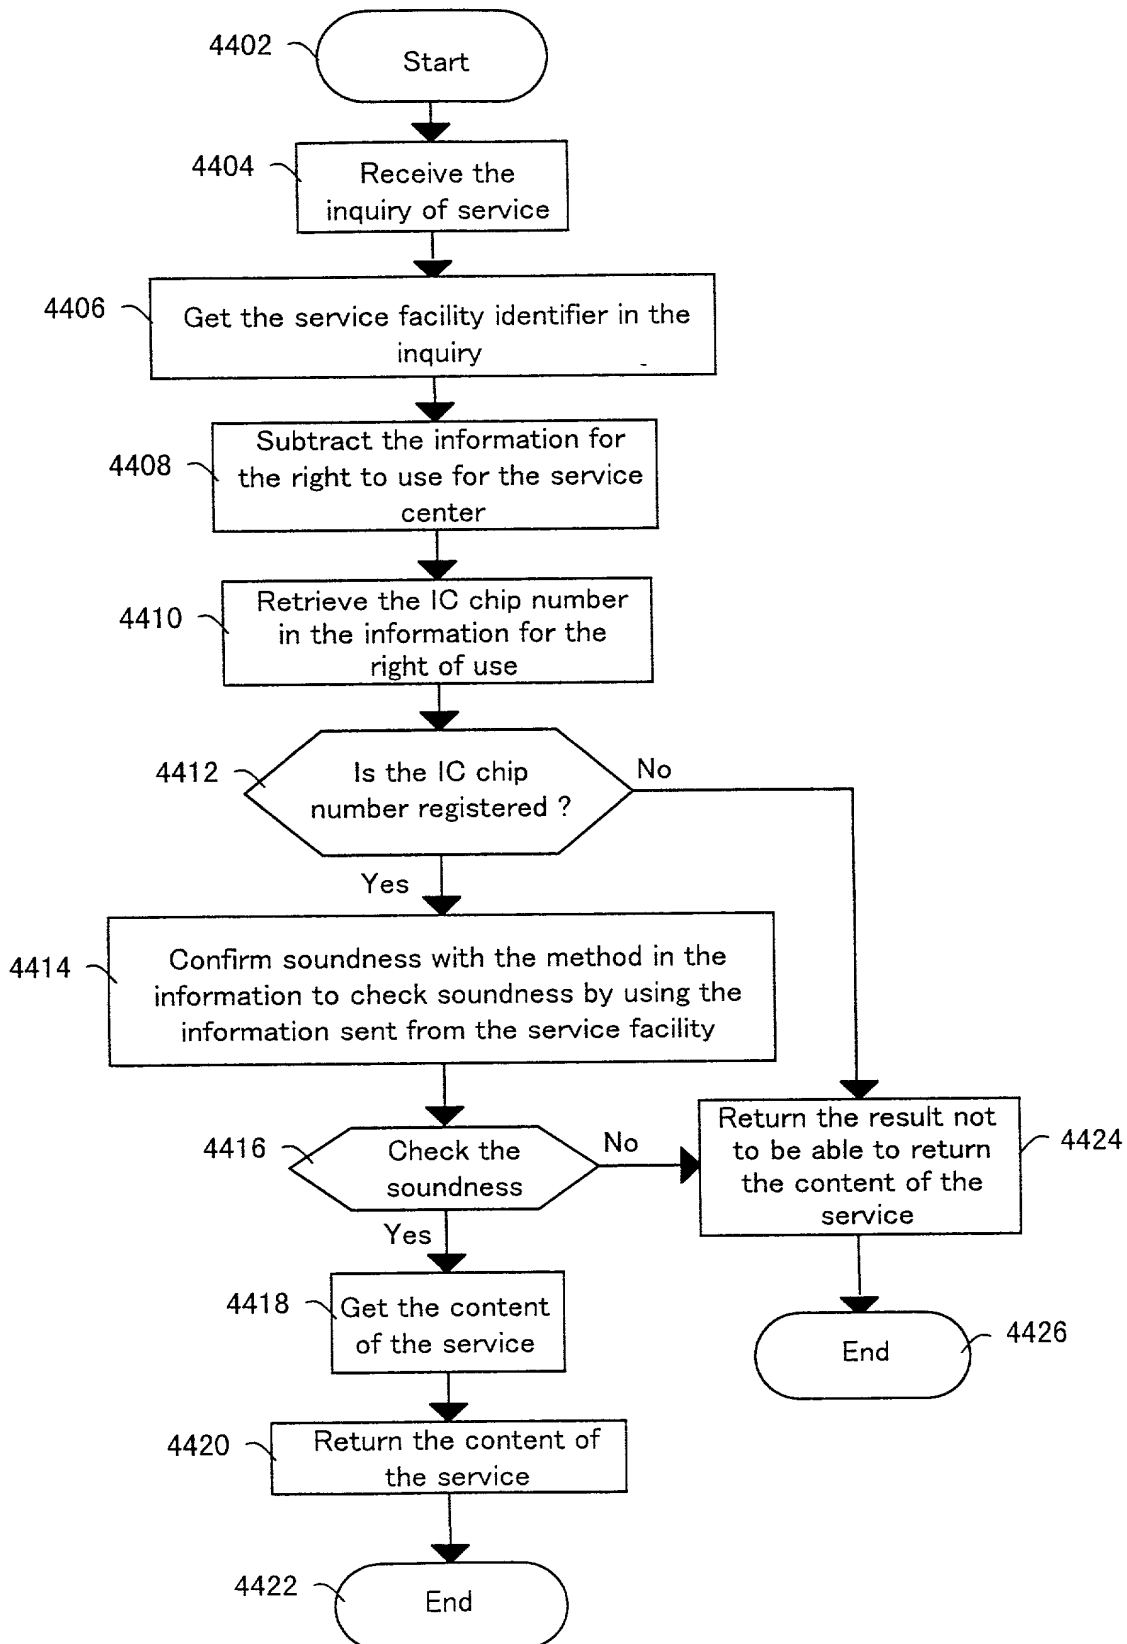 4402
Start
4404
Receive the
inquiry of service
4406
Get the service facility identifier in the
inquiry
4408
Subtract the information for
the right to use for the service
center
4410
Retrieve the IC chip number
in the information for the
right of use
4412
Is the IC chip
number registered ?
No
Yes
4414
Confirm soundness with the method in the
information to check soundness by using the
information sent from the service facility
4416
Check the
soundness
No
Yes
Return the result not
to be able to return
the content of the
service
4424
4418
Get the content
of the service
End
4426
4420
Return the content of
the service
4422
End